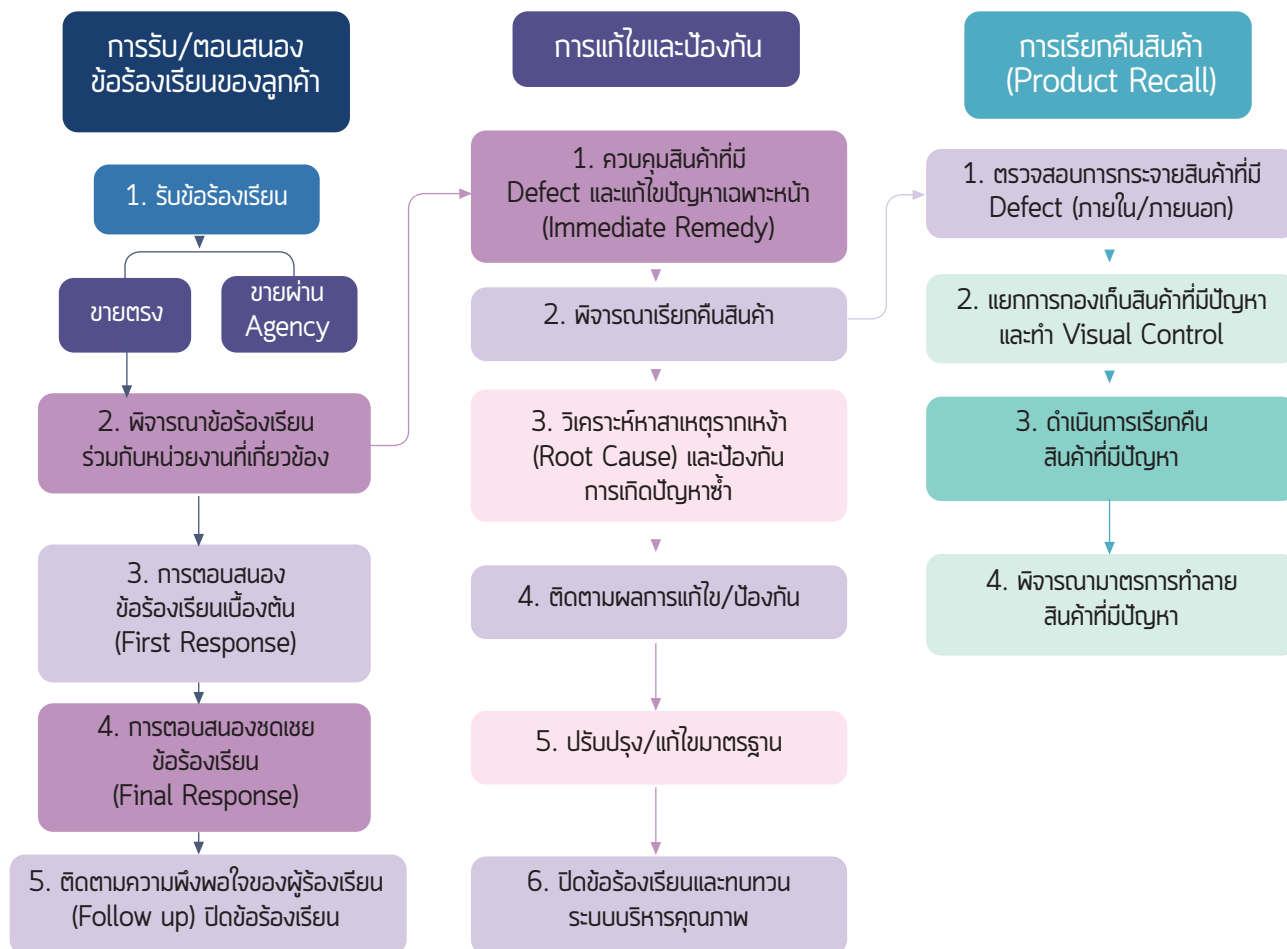 การรับ/ตอบสนอง
ข้อร้องเรียนของลูกค้า
1. รับข้อร้องเรียน
ขายตรง
ขายผ่าน
Agency
2. พิจารณาข้อร้องเรียน
ร่วมกับหน่วยงานที่เกี่ยวข้อง
3. การตอบสนอง
ข้อร้องเรียนเบื้องต้น
(First Response)
4. การตอบสนองชดเชย
ข้อร้องเรียน
(Final Response)
5. ติดตามความพึงพอใจของผู้ร้องเรียน
(Follow up) ปิดข้อร้องเรียน
การแก้ไขและป้องกัน
1. ควบคุมสินค้าที่มี
Defect และแก้ไขปัญหาเฉพาะหน้า
(Immediate Remedy)
2. พิจารณาเรียกคืนสินค้า
3. วิเคราะห์หาสาเหตุรากเหง้า
(Root Cause) และป้องกัน
การเกิดปัญหาซ้ำ
4. ติดตามผลการแก้ไข/ป้องกัน
5. ปรับปรุง/แก้ไขมาตรฐาน
6. ปิดข้อร้องเรียนและทบทวน
ระบบบริหารคุณภาพ
การเรียกคืนสินค้า
(Product Recall)
1. ตรวจสอบการกระจายสินค้าที่มี
Defect (ภายใน/ภายนอก)
2. แยกการกองเก็บสินค้าที่มีปัญหา
และทำ Visual Control
3. ดำเนินการเรียกคืน
สินค้าที่มีปัญหา
4. พิจารณามาตรการทำลาย
สินค้าที่มีปัญหา